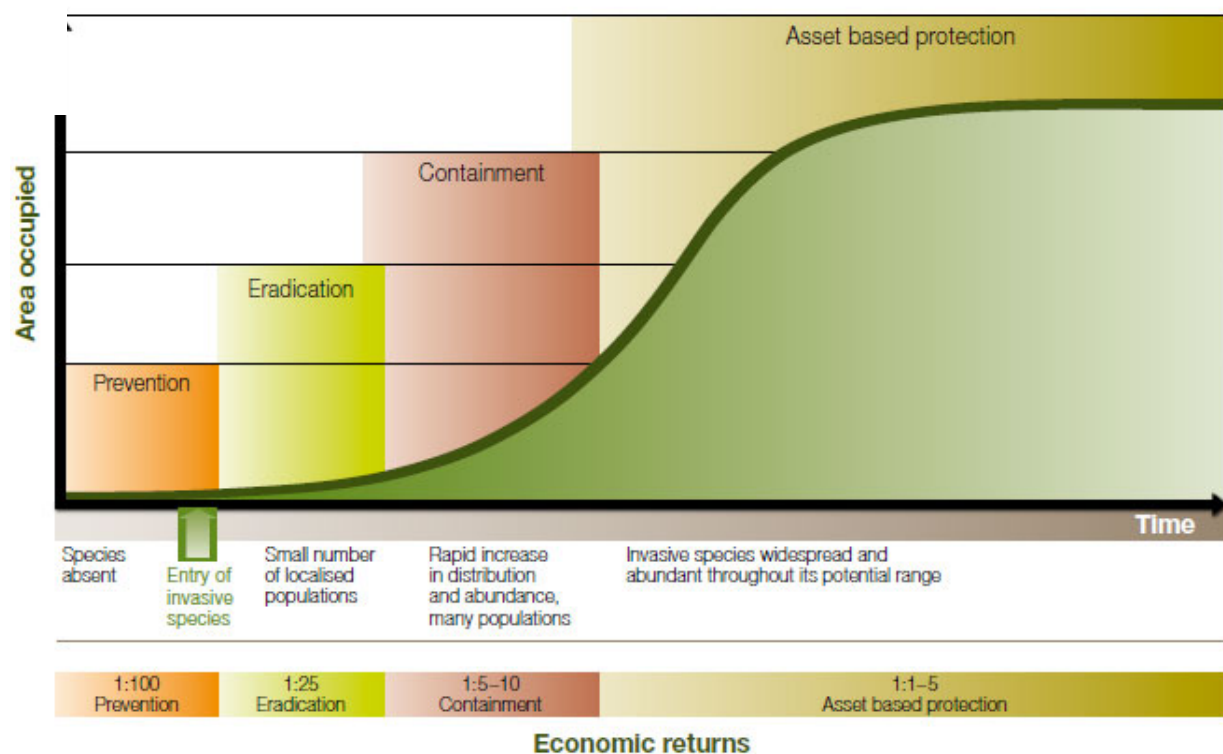 Asset based protection
Containment
Eradication
Prevention
Area occupied
Time
Species
absent
Entry of
invasive
species
Small number
of localised
populations
Rapid increase
in distribution
and abundance,
many populations
Invasive species widespread and
abundant throughout its potential range
1:100
Prevention
1:25
Eradication
1:5–10
Containment
1:1–5
Asset based protection
Economic returns